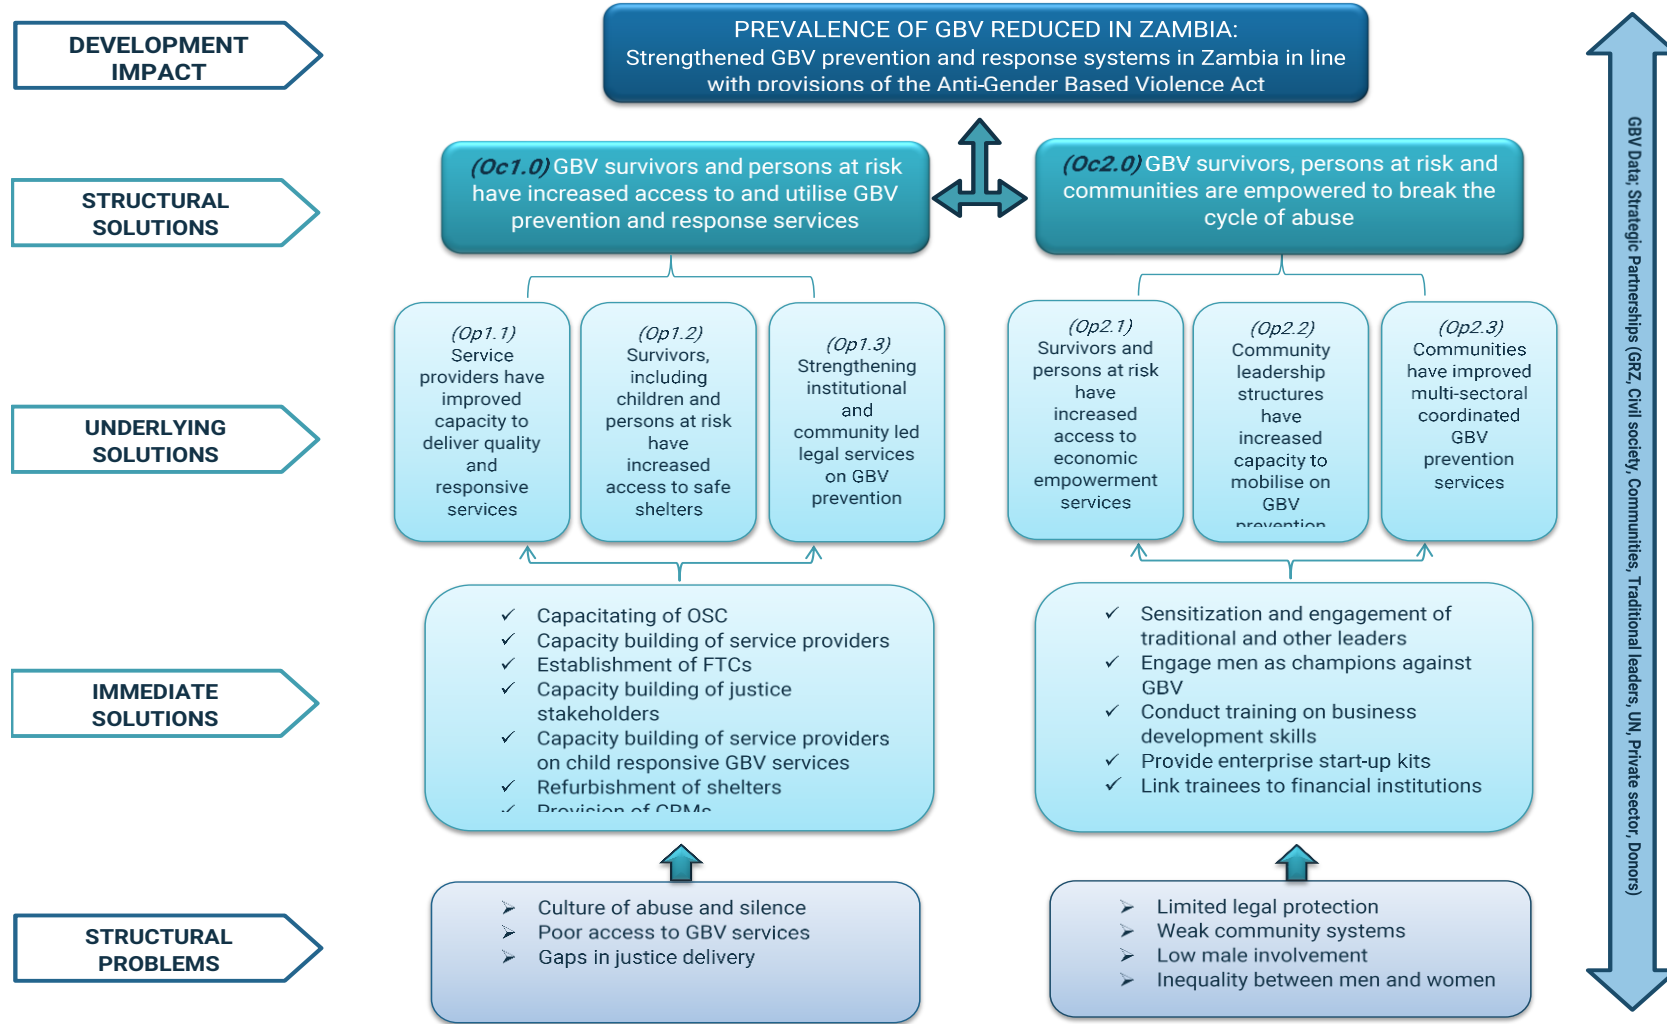 DEVELOPMENT
IMPACT
PREVALENCE OF GBV REDUCED IN ZAMBIA:
Strengthened GBV prevention and response systems in Zambia in line
with provisions of the Anti-Gender Based Violence Act
STRUCTURAL
SOLUTIONS
(Oc1.0) GBV survivors and persons at risk
have increased access to and utilise GBV
prevention and response services
(Oc2.0) GBV survivors, persons at risk and
communities are empowered to break the
cycle of abuse
UNDERLYING
SOLUTIONS
(Op1.1)
Service
providers have
improved
capacity to
deliver quality
and
responsive
services
(Op1.2)
Survivors,
including
children and
persons at risk
have
increased
access to safe
shelters
(Op1.3)
Strengthening
institutional
and
community led
legal services
on GBV
prevention
(Op2.1)
Survivors and
persons at risk
have
increased
access to
economic
empowerment
services
(Op2.2)
Community
leadership
structures
have
increased
capacity to
mobilise on
GBV
prevention
(Op2.3)
Communities
have improved
multi-sectoral
coordinated
GBV
prevention
services
IMMEDIATE
SOLUTIONS
✓ Capacitating of OSC
✓ Capacity building of service providers
✓ Establishment of FTCs
✓ Capacity building of justice
stakeholders
✓ Capacity building of service providers
on child responsive GBV services
✓ Refurbishment of shelters
✓ Provision of
✓ Sensitization and engagement of
traditional and other leaders
✓ Engage men as champions against
GBV
✓ Conduct training on business
development skills
✓ Provide enterprise start-up kits
✓ Link trainees to financial institutions
STRUCTURAL
PROBLEMS
➢ Culture of abuse and silence
➢ Poor access to GBV services
➢ Gaps in justice delivery
➢ Limited legal protection
➢ Weak community systems
➢ Low male involvement
➢ Inequality between men and women
GBV Data; Strategic Partnerships (GRZ, Civil society, Communities, Traditional leaders, UN, Private sector, Donors)